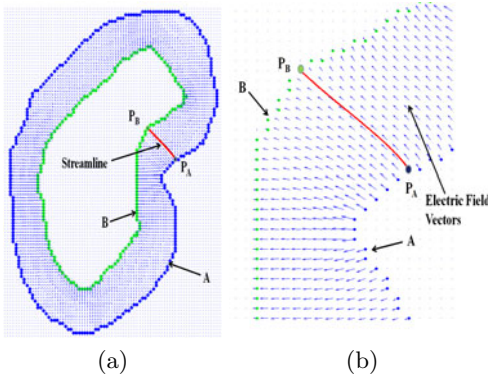 P_B
Streamline
P_A
B
A
(a)
P_B
B
P_A
Electric Field
Vectors
A
(b)